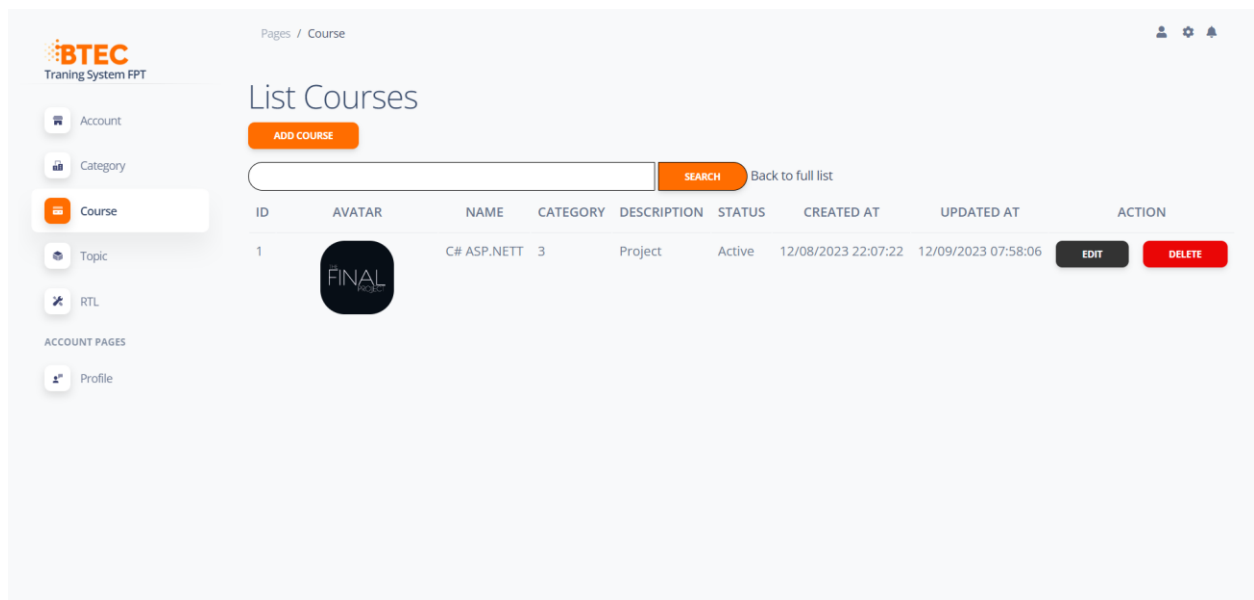 Pages / Course
BTEC
Traning System FPT
Account
Category
Course
Topic
RTL
ACCOUNT PAGES
Profile
List Courses
ADD COURSE
SEARCH Back to full list
ID AVATAR NAME CATEGORY DESCRIPTION STATUS CREATED AT UPDATED AT ACTION
1 C# ASP.NETT 3 Project Active 12/08/2023 22:07:22 12/09/2023 07:58:06 EDIT DELETE
THE
FINAL
PROJECT